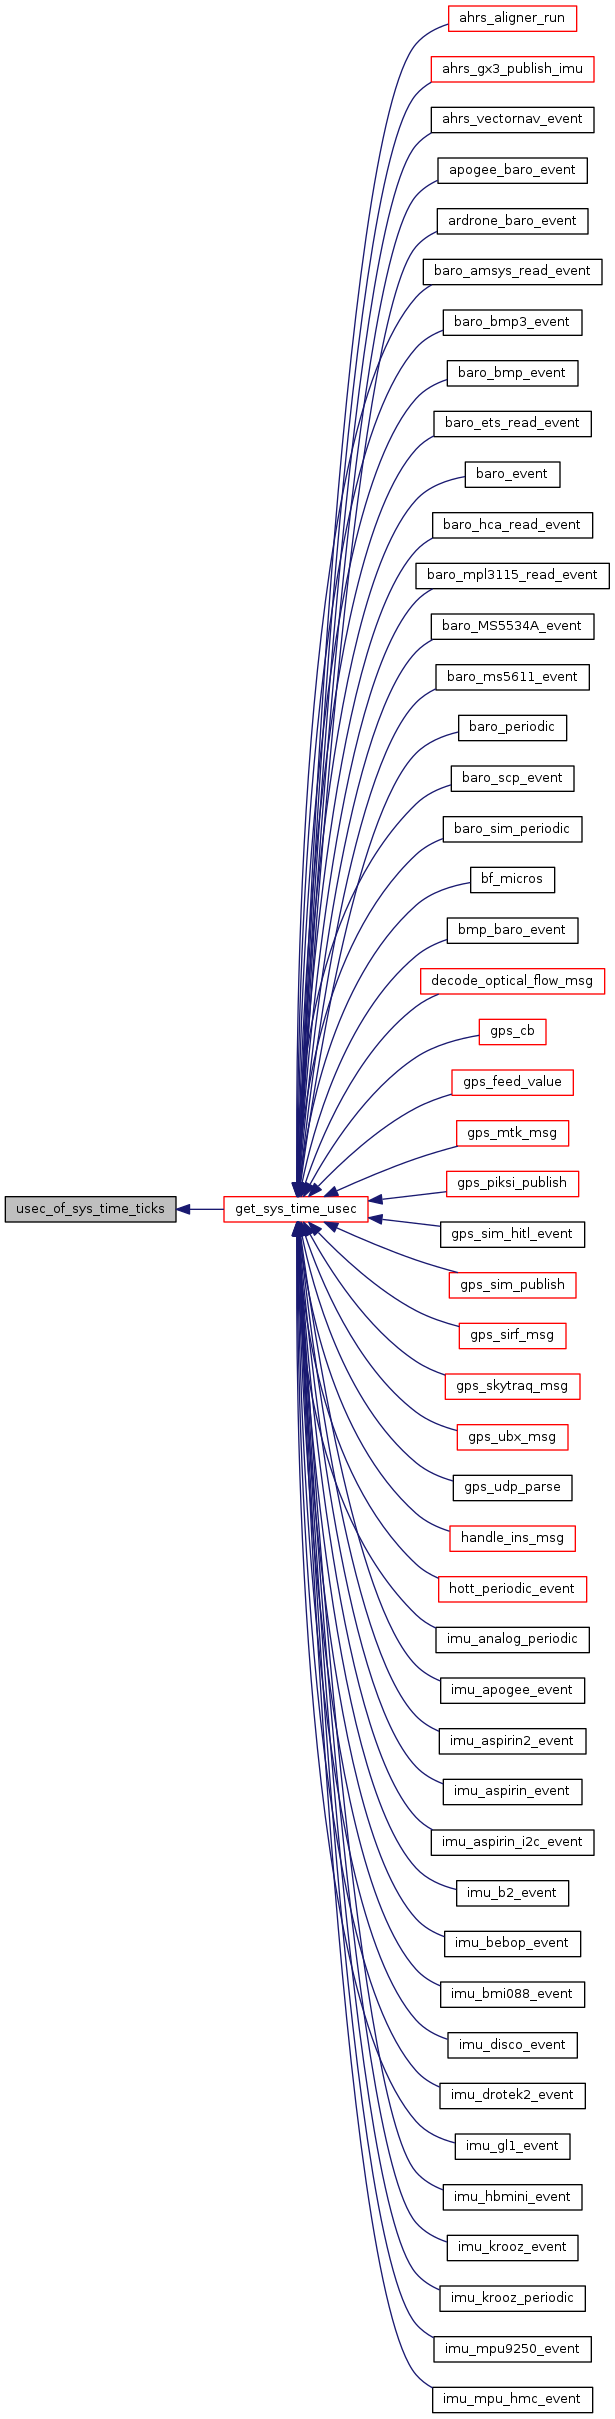 ahrs_aligner_run
ahrs_gx3_publish_imu
ahrs_vectornav_event
apogee_baro_event
ardrone_baro_event
baro_amsys_read_event
baro_bmp3_event
baro_bmp_event
baro_ets_read_event
baro_event
baro_hca_read_event
baro_mpl3115_read_event
baro_MS5534A_event
baro_ms5611_event
baro_periodic
baro_scp_event
baro_sim_periodic
bf_micros
bmp_baro_event
decode_optical_flow_msg
gps_cb
gps_feed_value
gps_mtk_msg
gps_piksi_publish
usec_of_sys_time_ticks
get_sys_time_usec
gps_sim_hitl_event
gps_sim_publish
gps_sirf_msg
gps_skytraq_msg
gps_ubx_msg
gps_udp_parse
handle_ins_msg
hott_periodic_event
imu_analog_periodic
imu_apogee_event
imu_aspirin2_event
imu_aspirin_event
imu_aspirin_i2c_event
imu_b2_event
imu_bebop_event
imu_bmi088_event
imu_disco_event
imu_drotek2_event
imu_gl1_event
imu_hbmini_event
imu_krooz_event
imu_krooz_periodic
imu_mpu9250_event
imu_mpu_hmc_event